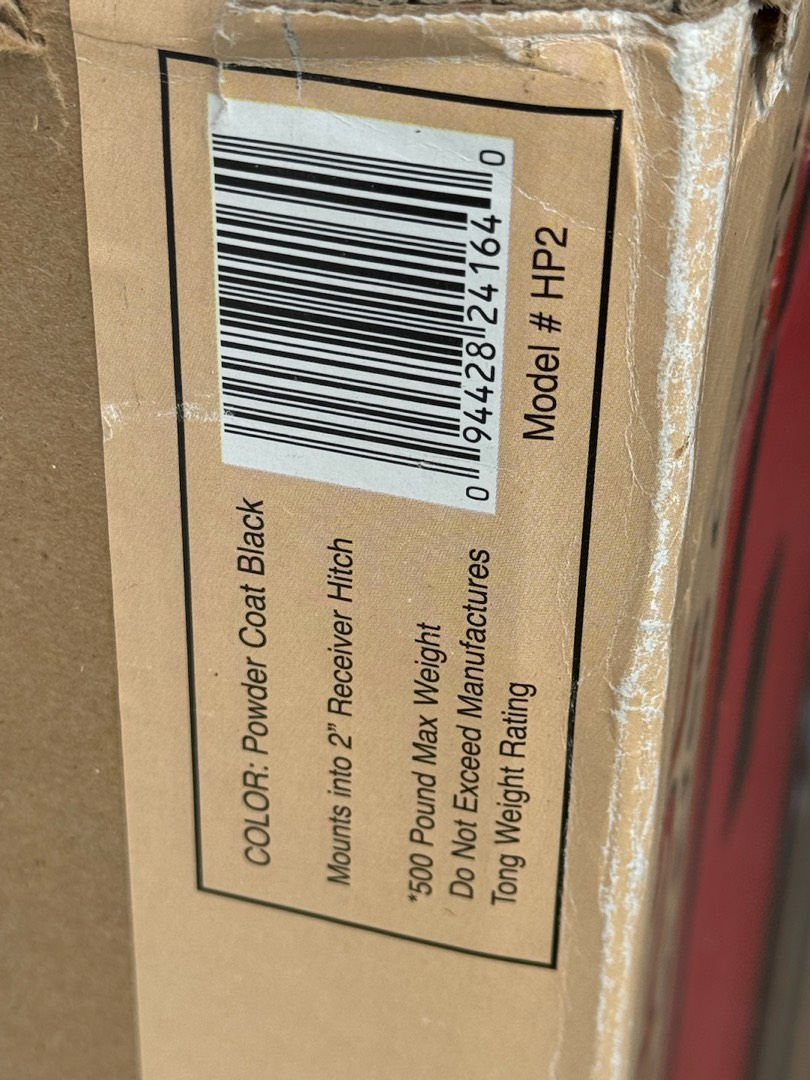 COLOR: Powder Coat Black
Mounts into 2” Receiver Hitch
*500 Pound Max Weight
Do Not Exceed Manufactures
Tong Weight Rating
0 94428 24164 0
Model # HP2